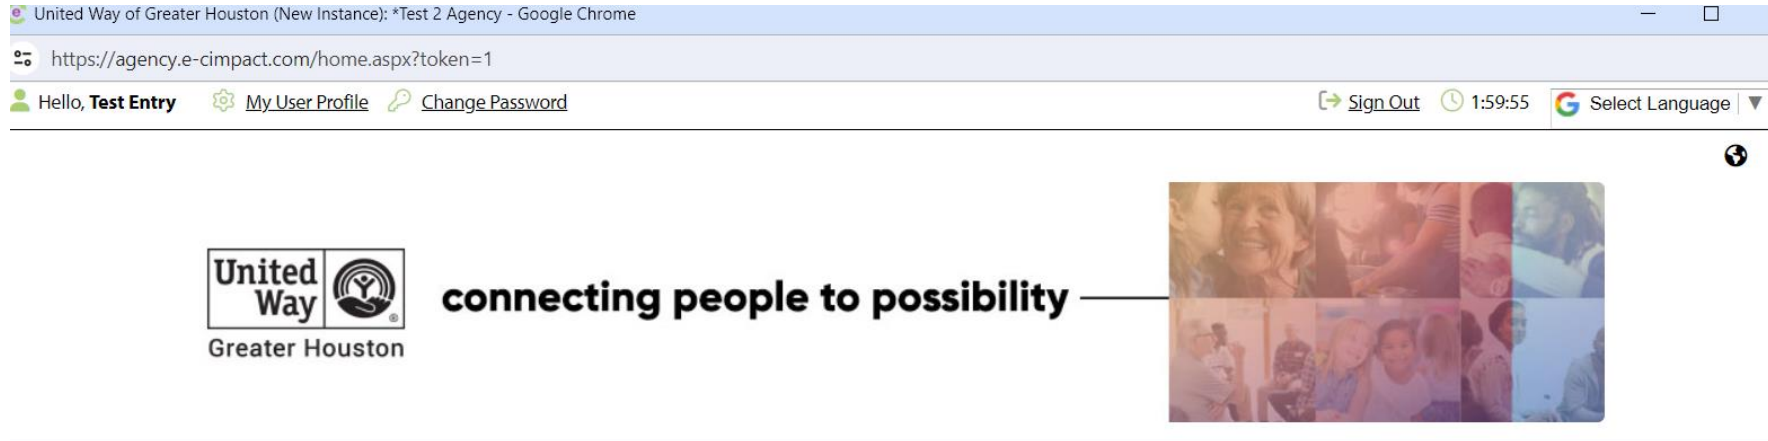 United Way of Greater Houston (New Instance): *Test 2 Agency - Google Chrome
https://agency.e-cimpact.com/home.aspx?token=1
Hello, Test Entry My User Profile Change Password Sign Out 1:59:55 Select Language ▼
United
Way
Greater Houston
connecting people to possibility